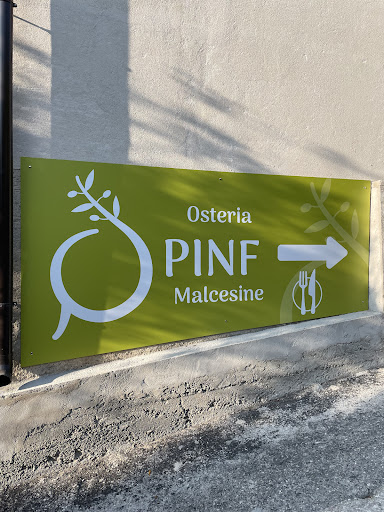 Osteria
PINF
Malcesine